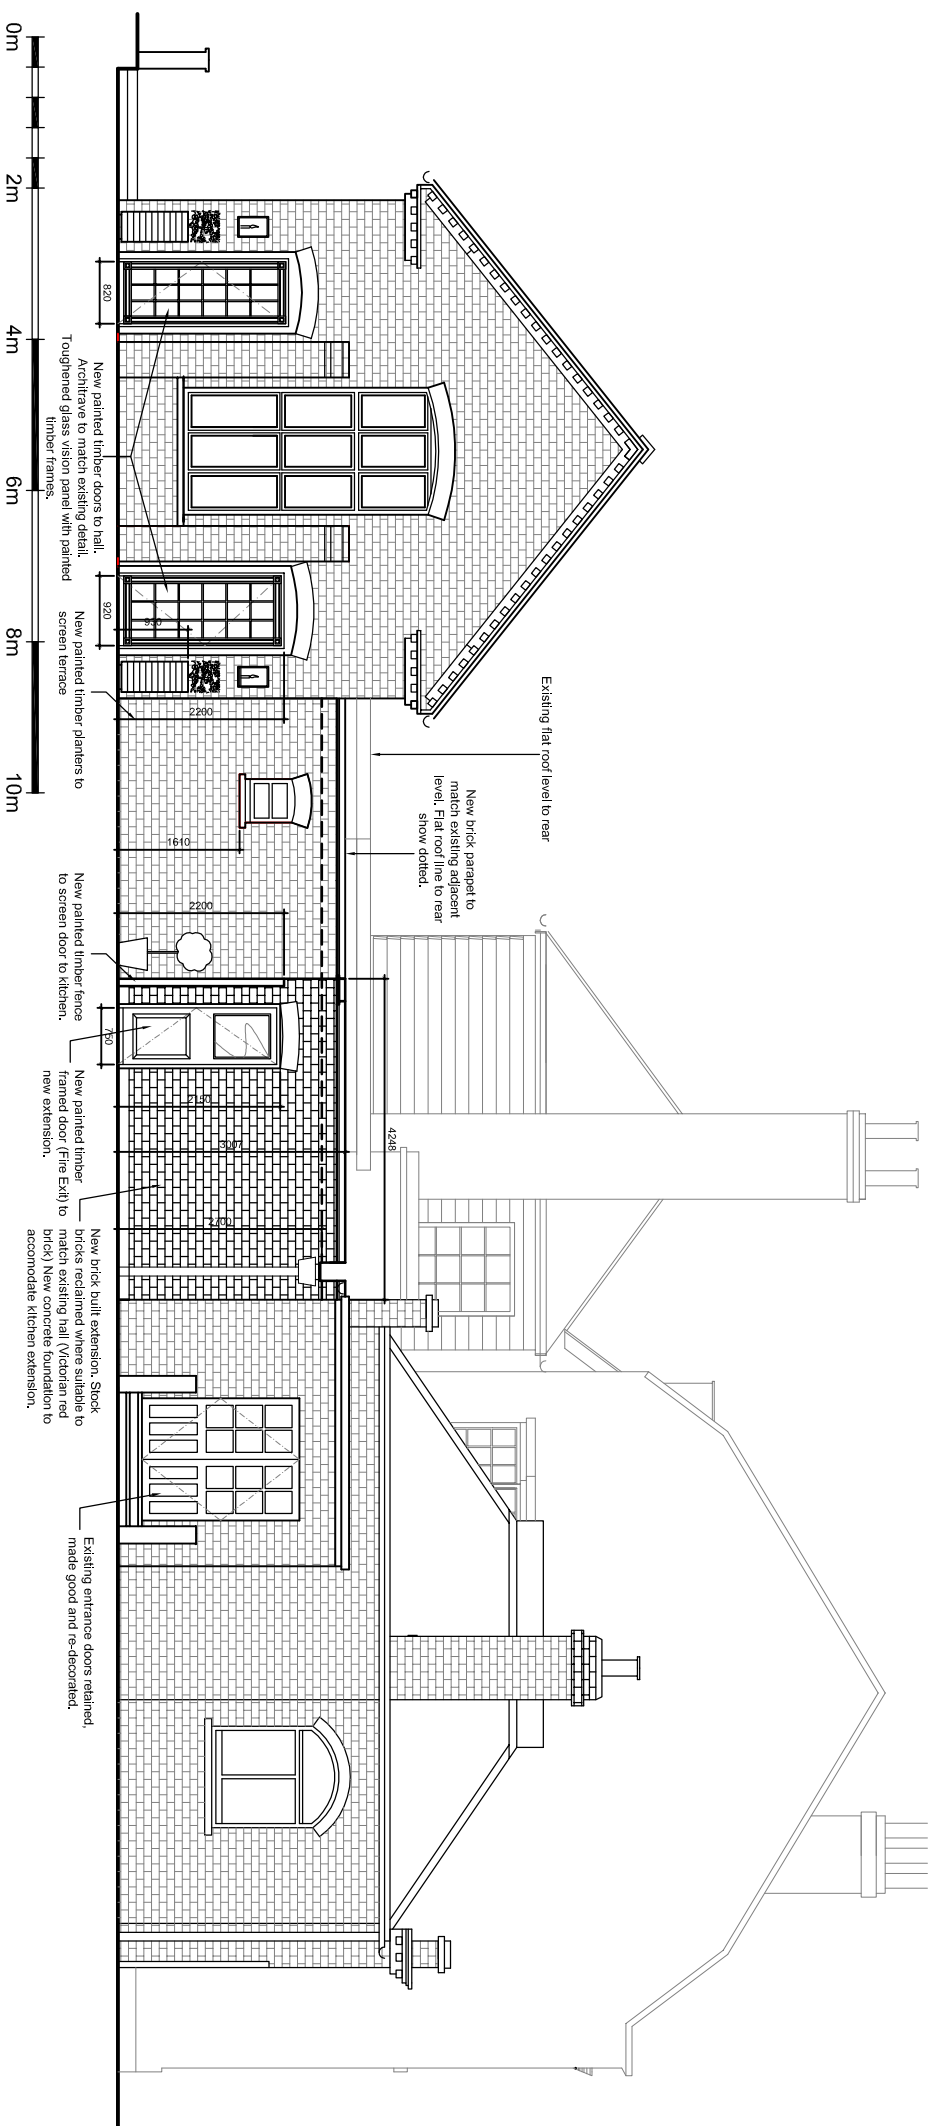 Existing flat roof level to rear
New brick parapet to
match existing adjacent
level. Flat roof line to rear
show dotted.
4248
820
920
930
2200
1610
2200
750
2150
3007
2700
New painted timber doors to hall.
Architrave to match existing detail.
Toughened glass vision panel with painted
timber frames.
New painted timber planters to
screen terrace
New painted timber fence
to screen door to kitchen.
New painted timber
framed door (Fire Exit) to
new extension.
New brick built extension. Stock
bricks reclaimed where suitable to
match existing hall (Victorian red
brick) New concrete foundation to
accomodate kitchen extension.
Existing entrance doors retained,
made good and re-decorated.
0m
2m
4m
6m
8m
10m